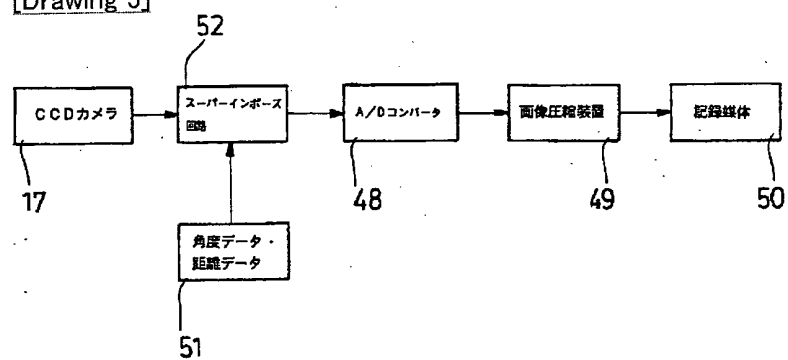 [Drawing 5]
52
CCDカメラ
スーパーインポーズ
回路
A/Dコンバータ
画像圧縮装置
記録媒体
17
48
49
50
角度データ・
距離データ
51